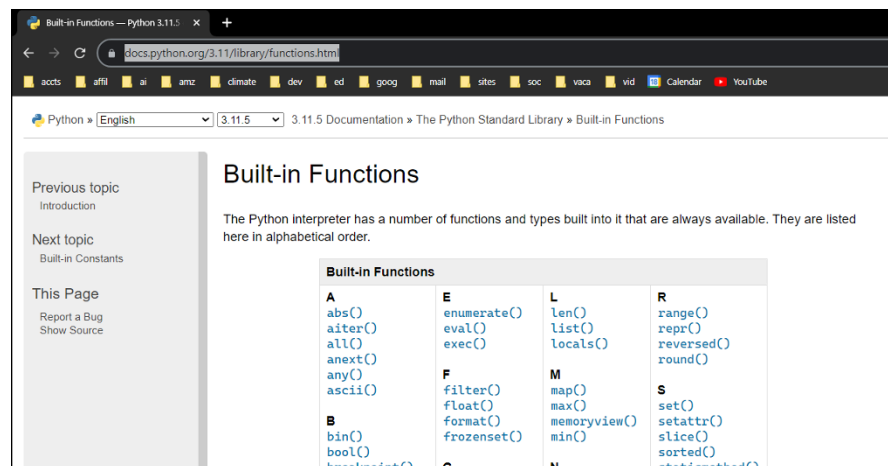 Built-in Functions — Python 3.11.5
docs.python.org/3.11/library/functions.html
accts affil ai amz climate dev ed goog mail sites soc vaca vid Calendar YouTube
Python » English 3.11.5 3.11.5 Documentation » The Python Standard Library » Built-in Functions
Previous topic
Introduction
Next topic
Built-in Constants
This Page
Report a Bug
Show Source
Built-in Functions
The Python interpreter has a number of functions and types built into it that are always available. They are listed
here in alphabetical order.
Built-in Functions
A
abs()
aiter()
all()
anext()
any()
ascii()
B
bin()
bool()
breakpoint()
E
enumerate()
eval()
exec()
F
filter()
float()
format()
frozenset()
G
L
len()
list()
locals()
M
map()
max()
memoryview()
min()
N
R
range()
repr()
reversed()
round()
S
set()
setattr()
slice()
sorted()
staticmethod()